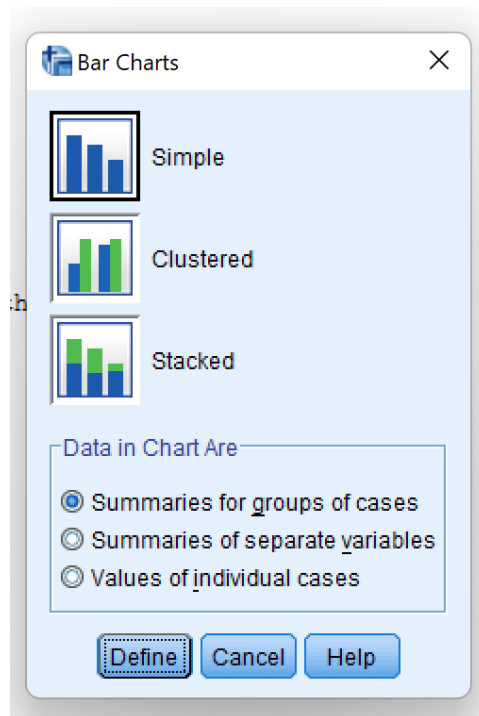 Bar Charts
Simple
Clustered
Stacked
Data in Chart Are
Summaries for groups of cases
Summaries of separate variables
Values of individual cases
Define Cancel Help